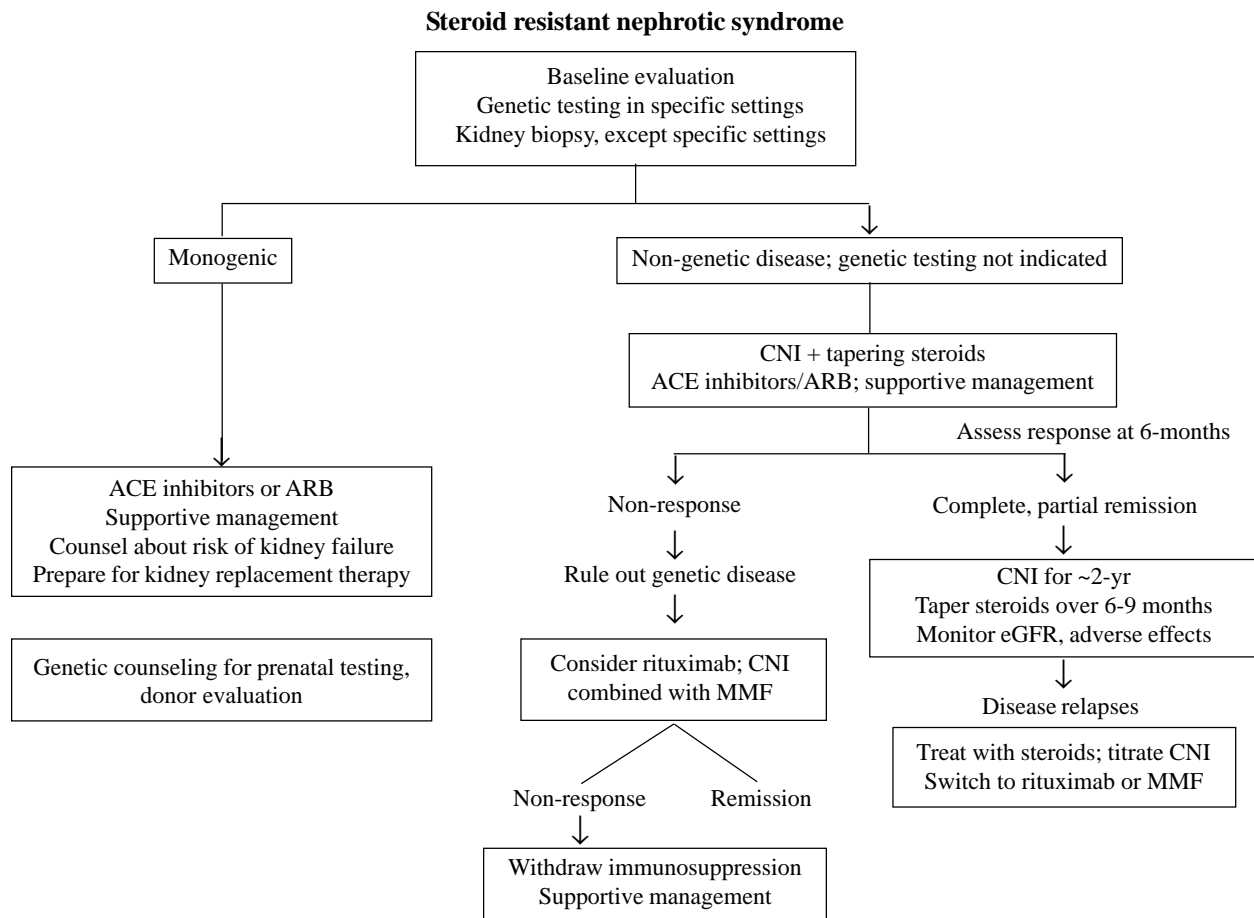 Steroid resistant nephrotic syndrome
Baseline evaluation
Genetic testing in specific settings
Kidney biopsy, except specific settings
Monogenic
Non-genetic disease; genetic testing not indicated
CNI + tapering steroids
ACE inhibitors/ARB; supportive management
Assess response at 6-months
ACE inhibitors or ARB
Supportive management
Counsel about risk of kidney failure
Prepare for kidney replacement therapy
Genetic counseling for prenatal testing,
donor evaluation
Non-response
Rule out genetic disease
Consider rituximab; CNI
combined with MMF
Non-response
Remission
Withdraw immunosuppression
Supportive management
Complete, partial remission
CNI for ~2-yr
Taper steroids over 6-9 months
Monitor eGFR, adverse effects
Disease relapses
Treat with steroids; titrate CNI
Switch to rituximab or MMF